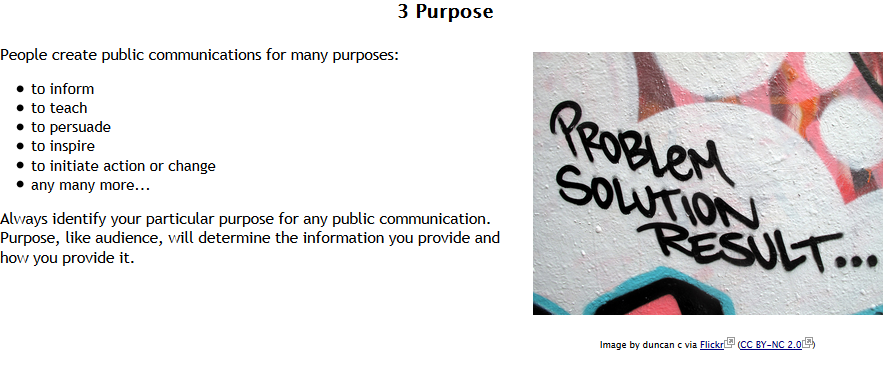 3 Purpose
People create public communications for many purposes:
• to inform
• to teach
• to persuade
• to inspire
• to initiate action or change
• any many more...
Always identify your particular purpose for any public communication.
Purpose, like audience, will determine the information you provide and
how you provide it.
PROBLEM
SOLUTION
RESULT...
Image by duncan c via Flickr (CC BY-NC 2.0)